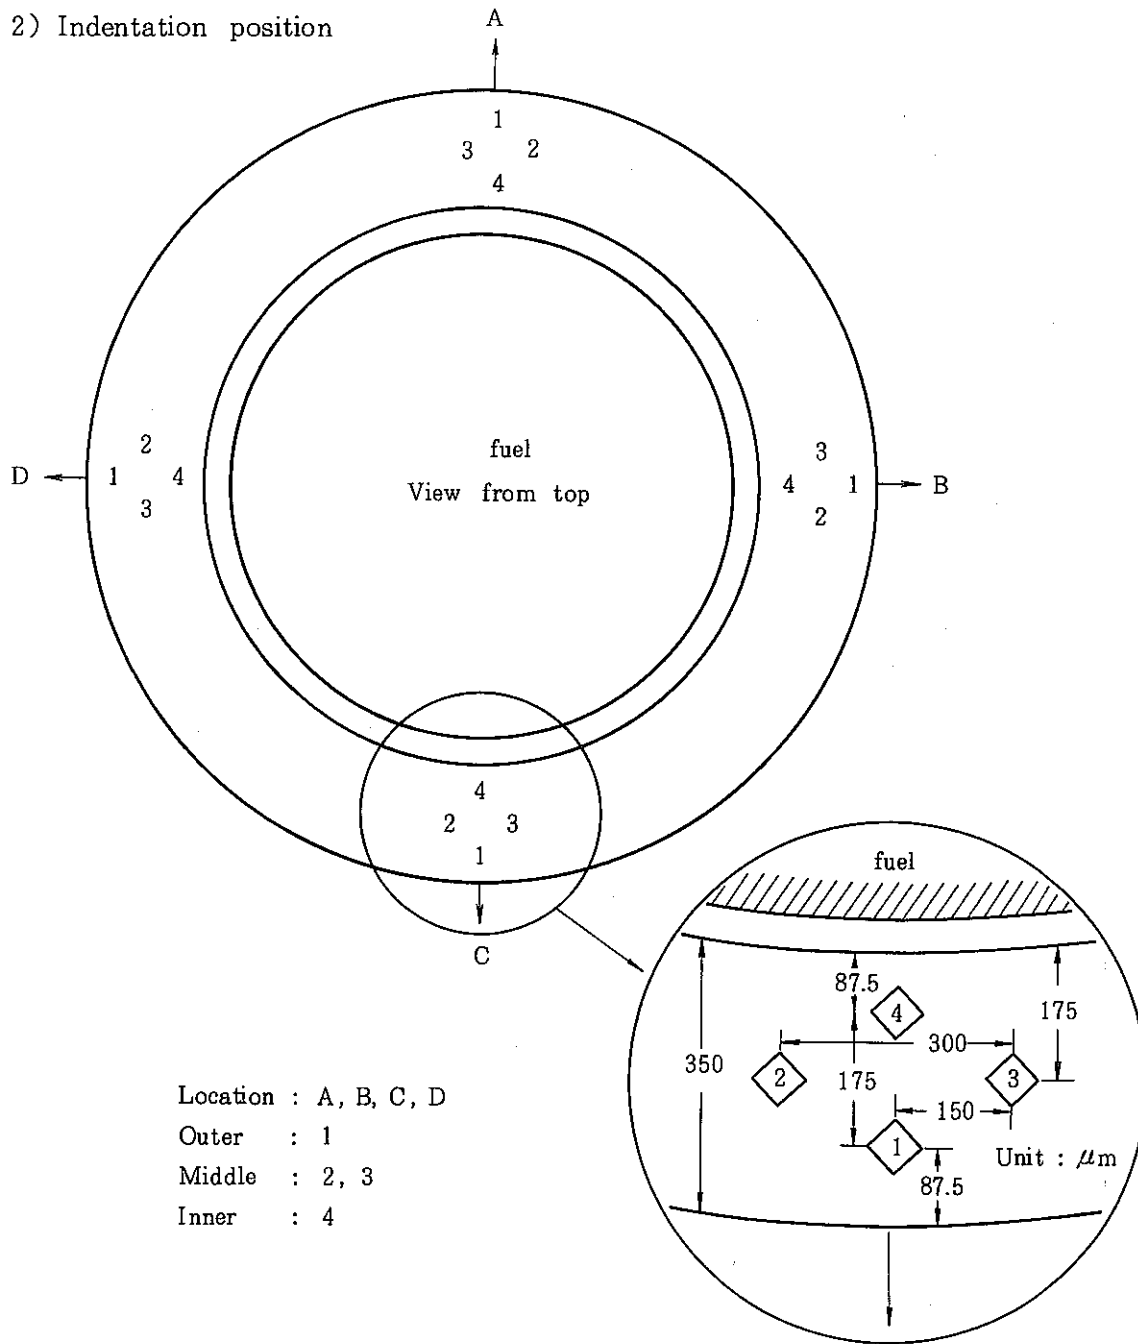 2) Indentation position
A
1
3 2
4
fuel
View from top
D
2
1 4
3
3
4 1
2
B
4
2 3
1
C
fuel
87.5
4
175
300
350
2
175
3
150
1
Unit : μm
87.5
Location : A, B, C, D
Outer : 1
Middle : 2, 3
Inner : 4